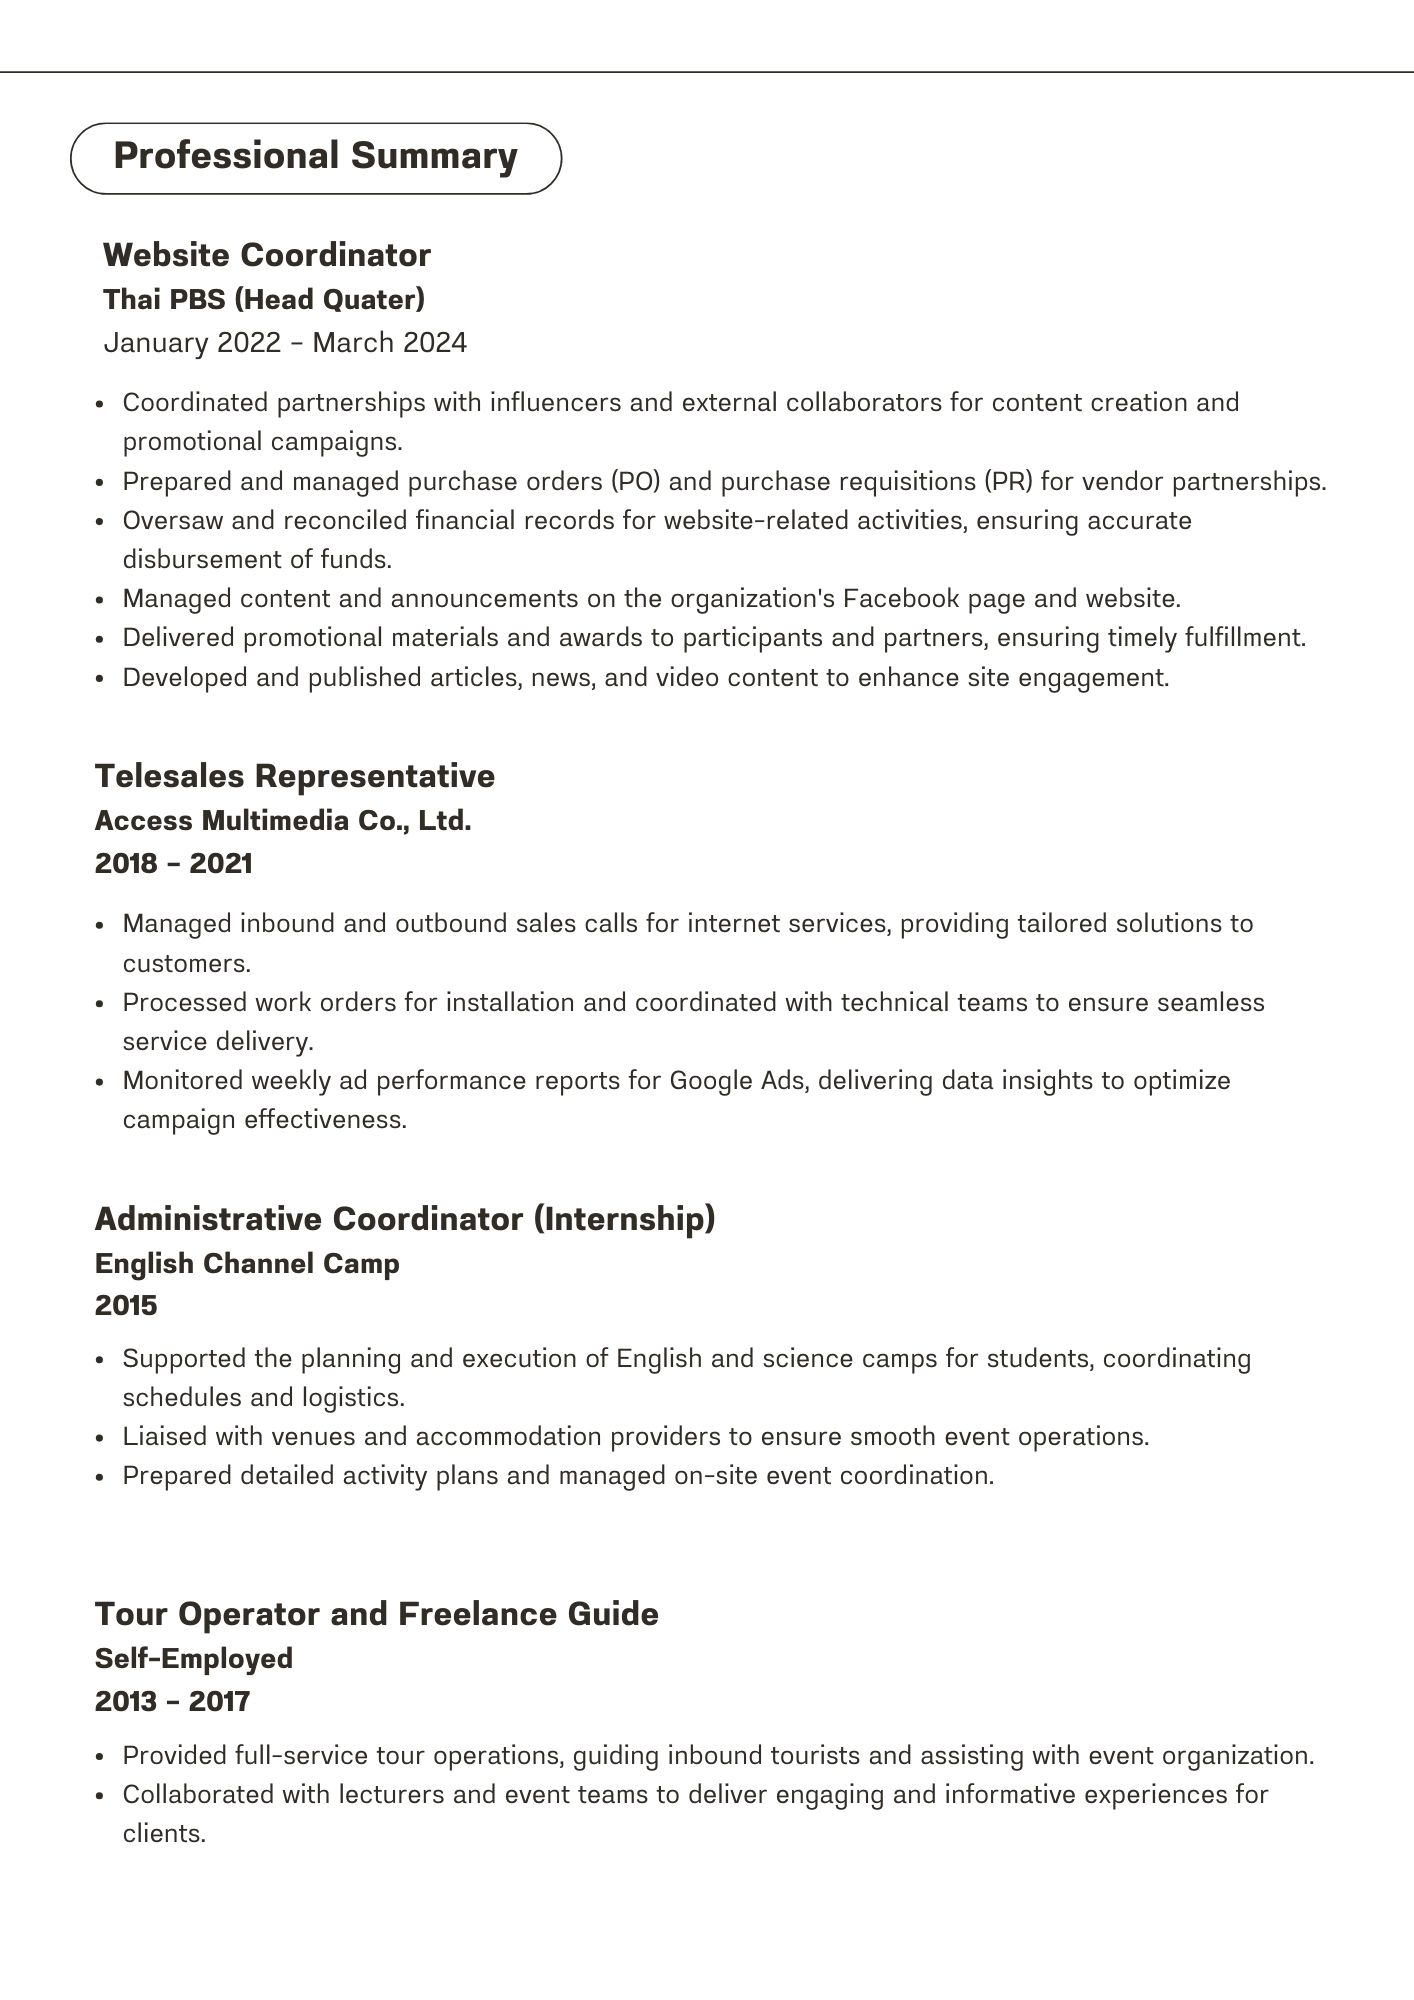 Professional Summary
Website Coordinator
Thai PBS (Head Quater)
January 2022 - March 2024
• Coordinated partnerships with influencers and external collaborators for content creation and
promotional campaigns.
• Prepared and managed purchase orders (PO) and purchase requisitions (PR) for vendor partnerships.
• Oversaw and reconciled financial records for website-related activities, ensuring accurate
disbursement of funds.
• Managed content and announcements on the organization's Facebook page and website.
• Delivered promotional materials and awards to participants and partners, ensuring timely fulfillment.
• Developed and published articles, news, and video content to enhance site engagement.
Telesales Representative
Access Multimedia Co., Ltd.
2018 – 2021
• Managed inbound and outbound sales calls for internet services, providing tailored solutions to
customers.
• Processed work orders for installation and coordinated with technical teams to ensure seamless
service delivery.
• Monitored weekly ad performance reports for Google Ads, delivering data insights to optimize
campaign effectiveness.
Administrative Coordinator (Internship)
English Channel Camp
2015
• Supported the planning and execution of English and science camps for students, coordinating
schedules and logistics.
• Liaised with venues and accommodation providers to ensure smooth event operations.
• Prepared detailed activity plans and managed on-site event coordination.
Tour Operator and Freelance Guide
Self-Employed
2013 – 2017
• Provided full-service tour operations, guiding inbound tourists and assisting with event organization.
• Collaborated with lecturers and event teams to deliver engaging and informative experiences for
clients.